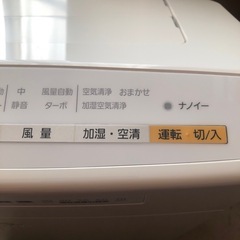 中 風量自動 空気清浄 おまかせ
静音 ターボ 加湿空気清浄
ナノイー
風量 加湿・空清 運転 切/入